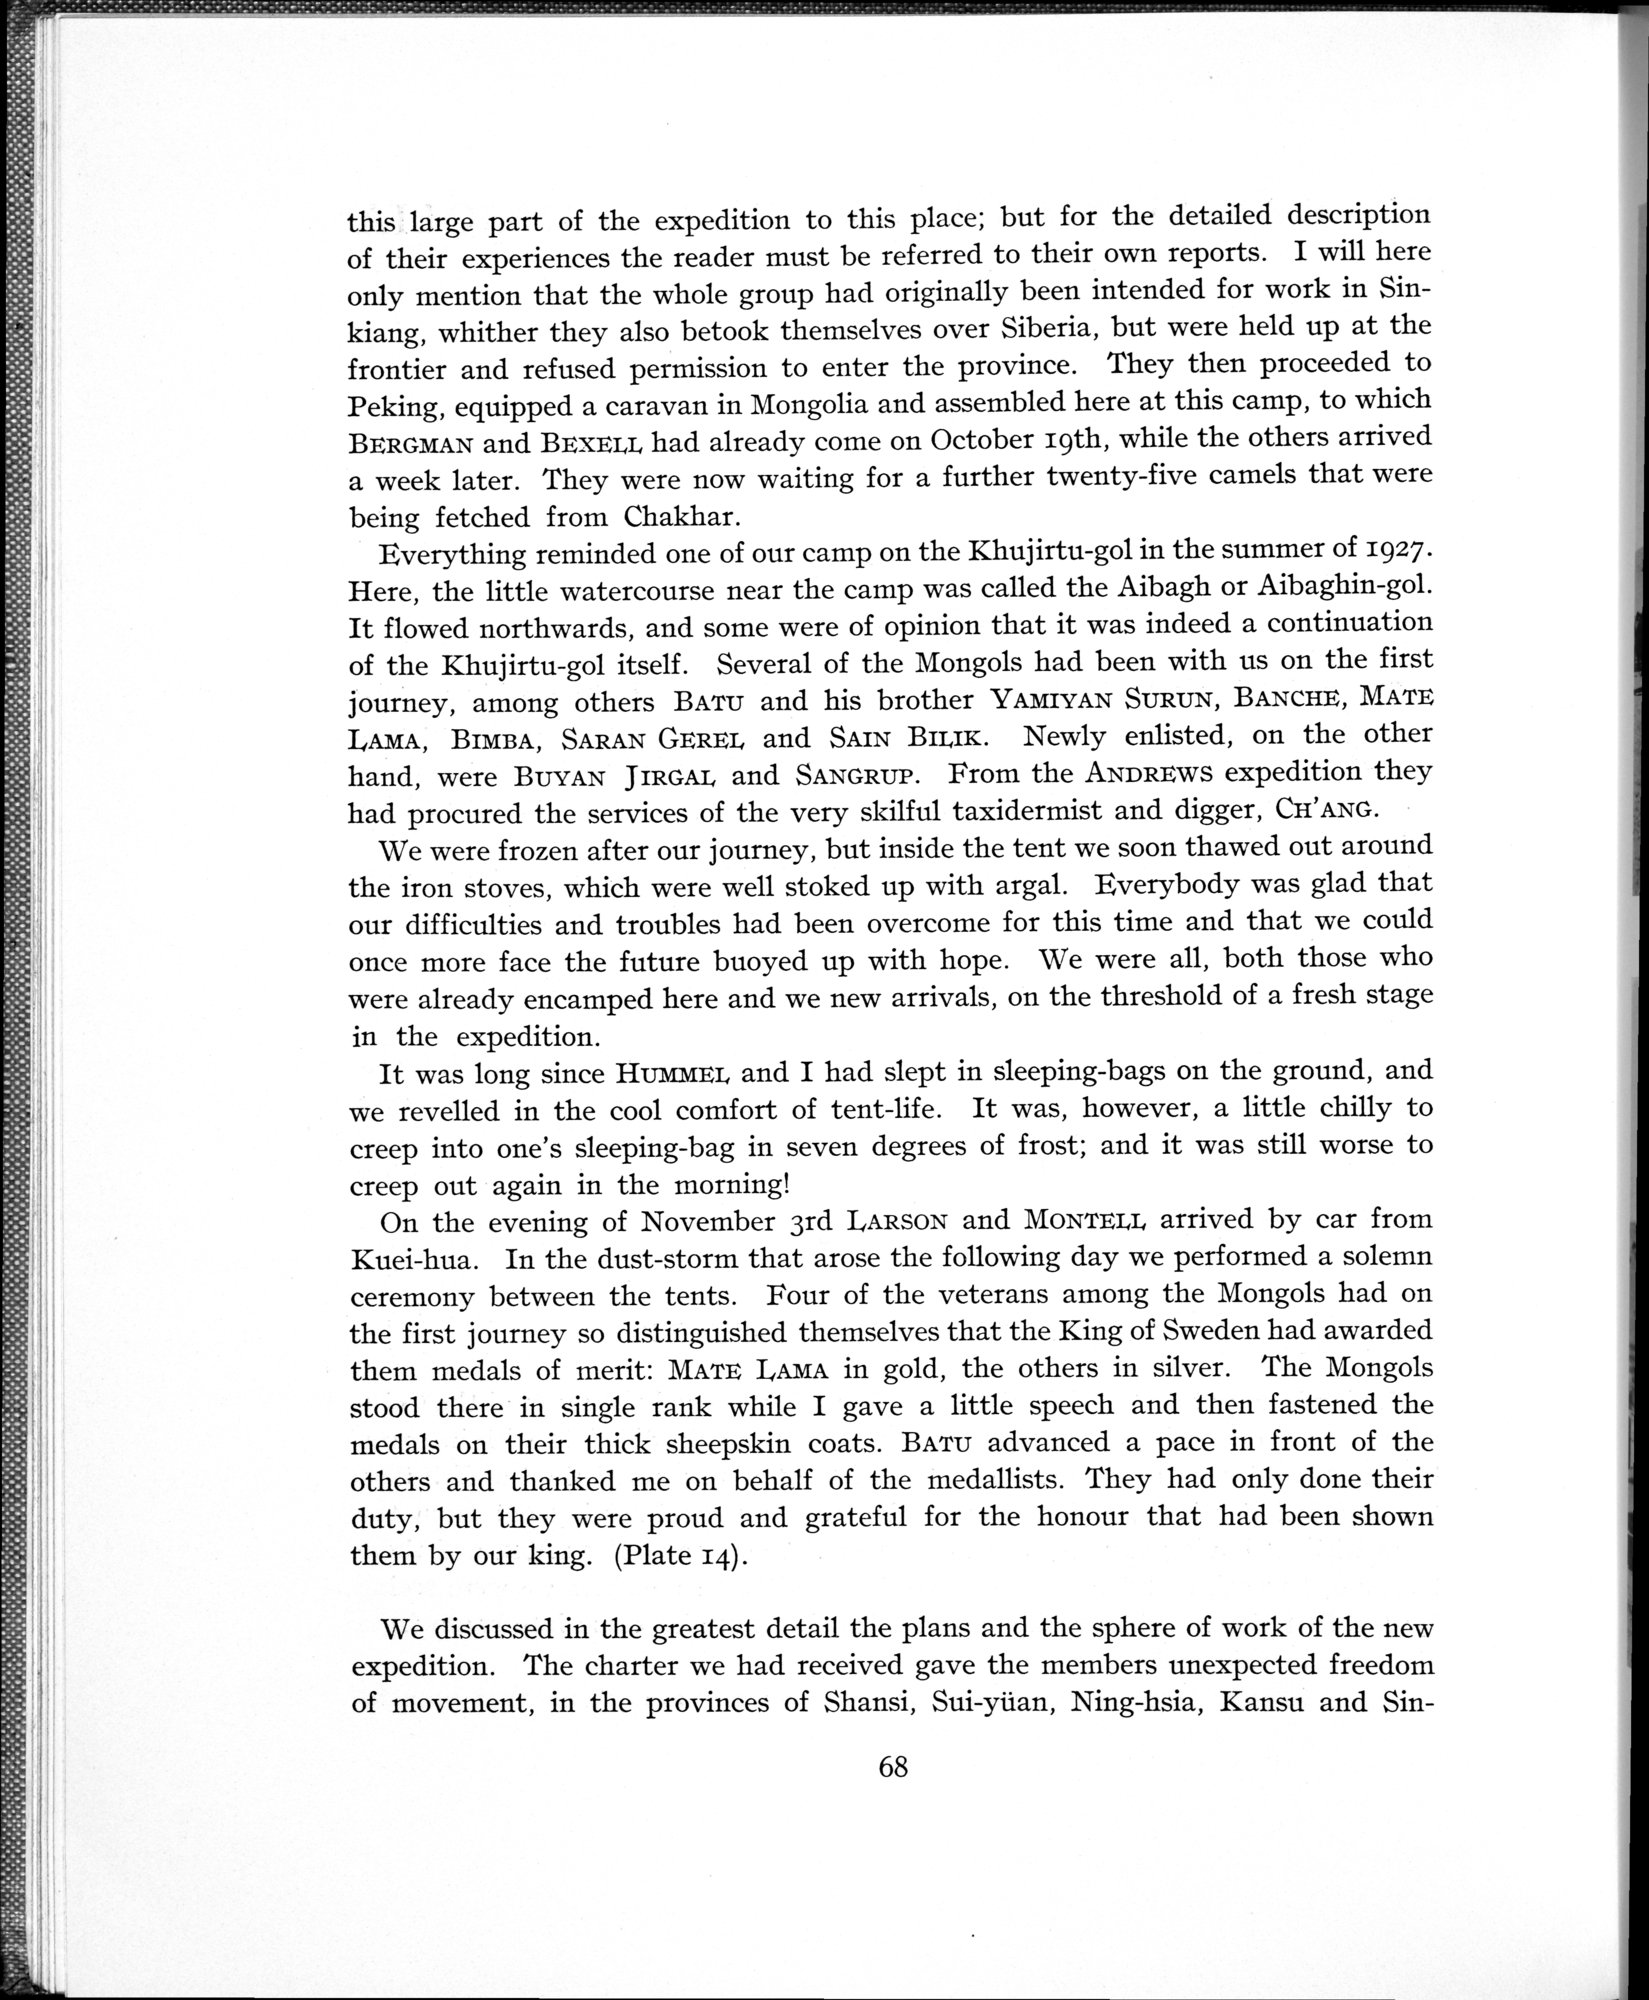 this large part of the expedition to this place; but for the detailed description
of their experiences the reader must be referred to their own reports. I will here
only mention that the whole group had originally been intended for work in Sin-
kiang, whither they also betook themselves over Siberia, but were held up at the
frontier and refused permission to enter the province. They then proceeded to
Peking, equipped a caravan in Mongolia and assembled here at this camp, to which
BERGMAN and BEXELL had already come on October 19th, while the others arrived
a week later. They were now waiting for a further twenty-five camels that were
being fetched from Chakhar.
Everything reminded one of our camp on the Khujirtu-gol in the summer of 1927.
Here, the little watercourse near the camp was called the Aibagh or Aibaghin-gol.
It flowed northwards, and some were of opinion that it was indeed a continuation
of the Khujirtu-gol itself. Several of the Mongols had been with us on the first
journey, among others BATU and his brother YAMIYAN SURUN, BANCHE, MATE
LAMA, BIMBA, SARAN GEREL and SAIN BILIK. Newly enlisted, on the other
hand, were BUYAN JIRGAL and SANGRUP. From the ANDREWS expedition they
had procured the services of the very skilful taxidermist and digger, CH'ANG.
We were frozen after our journey, but inside the tent we soon thawed out around
the iron stoves, which were well stoked up with argal. Everybody was glad that
our difficulties and troubles had been overcome for this time and that we could
once more face the future buoyed up with hope. We were all, both those who
were already encamped here and we new arrivals, on the threshold of a fresh stage
in the expedition.
It was long since HUMMEL and I had slept in sleeping-bags on the ground, and
we revelled in the cool comfort of tent-life. It was, however, a little chilly to
creep into one's sleeping-bag in seven degrees of frost; and it was still worse to
creep out again in the morning!
On the evening of November 3rd LARSON and MONTELL arrived by car from
Kuei-hua. In the dust-storm that arose the following day we performed a solemn
ceremony between the tents. Four of the veterans among the Mongols had on
the first journey so distinguished themselves that the King of Sweden had awarded
them medals of merit: MATE LAMA in gold, the others in silver. The Mongols
stood there in single rank while I gave a little speech and then fastened the
medals on their thick sheepskin coats. BATU advanced a pace in front of the
others and thanked me on behalf of the medallists. They had only done their
duty, but they were proud and grateful for the honour that had been shown
them by our king. (Plate 14).
We discussed in the greatest detail the plans and the sphere of work of the new
expedition. The charter we had received gave the members unexpected freedom
of movement, in the provinces of Shansi, Sui-yüan, Ning-hsia, Kansu and Sin-
68